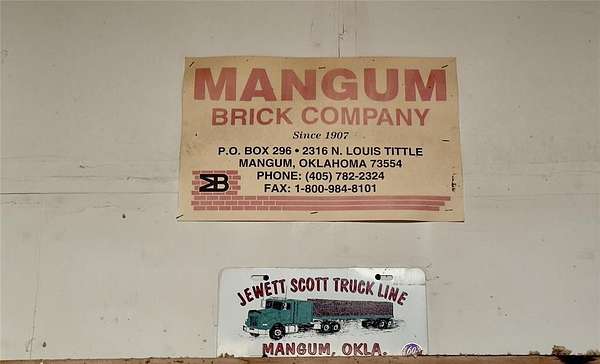 MANGUM
BRICK COMPANY
Since 1907
P.O. BOX 296 • 2316 N. LOUIS TITTLE
MANGUM, OKLAHOMA 73554
PHONE: (405) 782-2324
FAX: 1-800-984-8101
JEWETT SCOTT TRUCK LINE
MANGUM, OKLA.